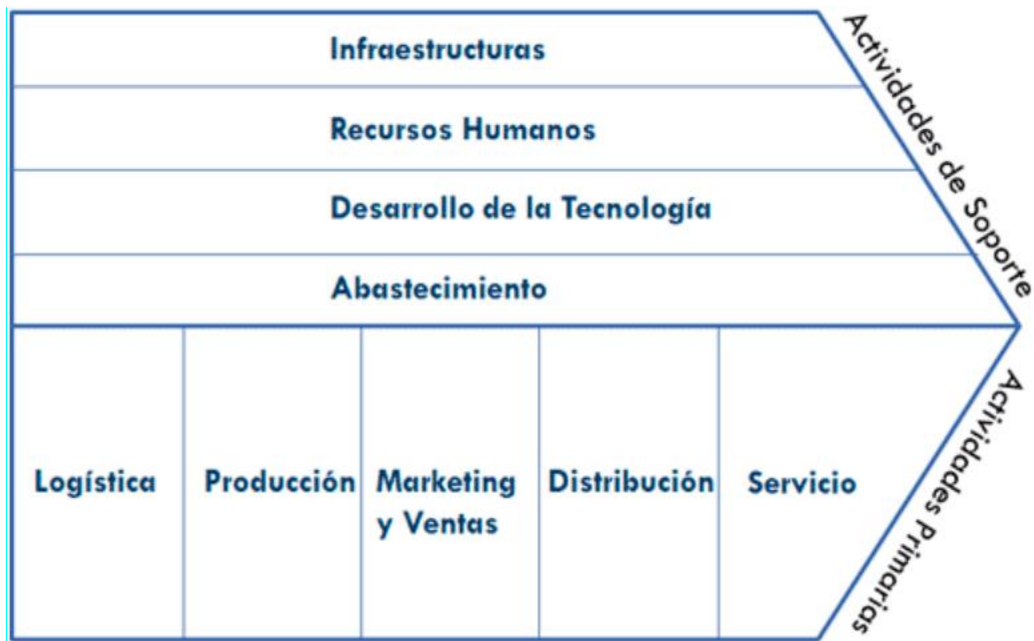 Infraestructuras
Recursos Humanos
Desarrollo de la Tecnología
Abastecimiento
Actividades de Soporte
Logística
Producción
Marketing
y Ventas
Distribución
Servicio
Actividades Primarias